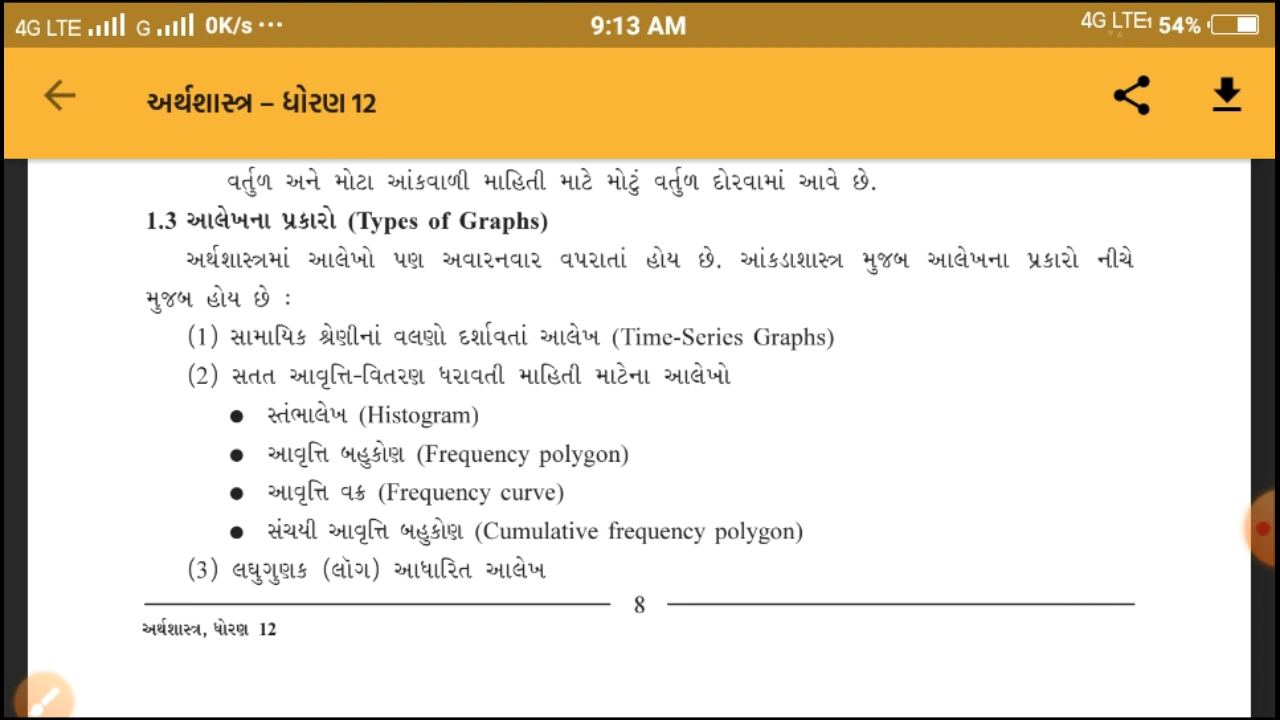 4G LTE G 0K/s ··· 9:13 AM 4G LTE 54%
અર્થશાસ્ત્ર – ધોરણ 12
વર્તુળ અને મોટા આંકવાળી માહિતી માટે મોટું વર્તુળ દોરવામાં આવે છે.
1.3 આલેખના પ્રકારો (Types of Graphs)
અર્થશાસ્ત્રમાં આલેખો પણ અવારનવાર વપરાતાં હોય છે. આંકડાશાસ્ત્ર મુજબ આલેખના પ્રકારો નીચે
મુજબ હોય છે :
(1) સામાયિક શ્રેણીનાં વલણો દર્શાવતાં આલેખ (Time-Series Graphs)
(2) સતત આવૃત્તિ-વિતરણ ધરાવતી માહિતી માટેના આલેખો
● સ્તંભાલેખ (Histogram)
● આવૃત્તિ બહુકોણ (Frequency polygon)
● આવૃત્તિ વક્ર (Frequency curve)
● સંચયી આવૃત્તિ બહુકોણ (Cumulative frequency polygon)
(3) લઘુગુણક (લૉગ) આધારિત આલેખ
8
અર્થશાસ્ત્ર, ધોરણ 12